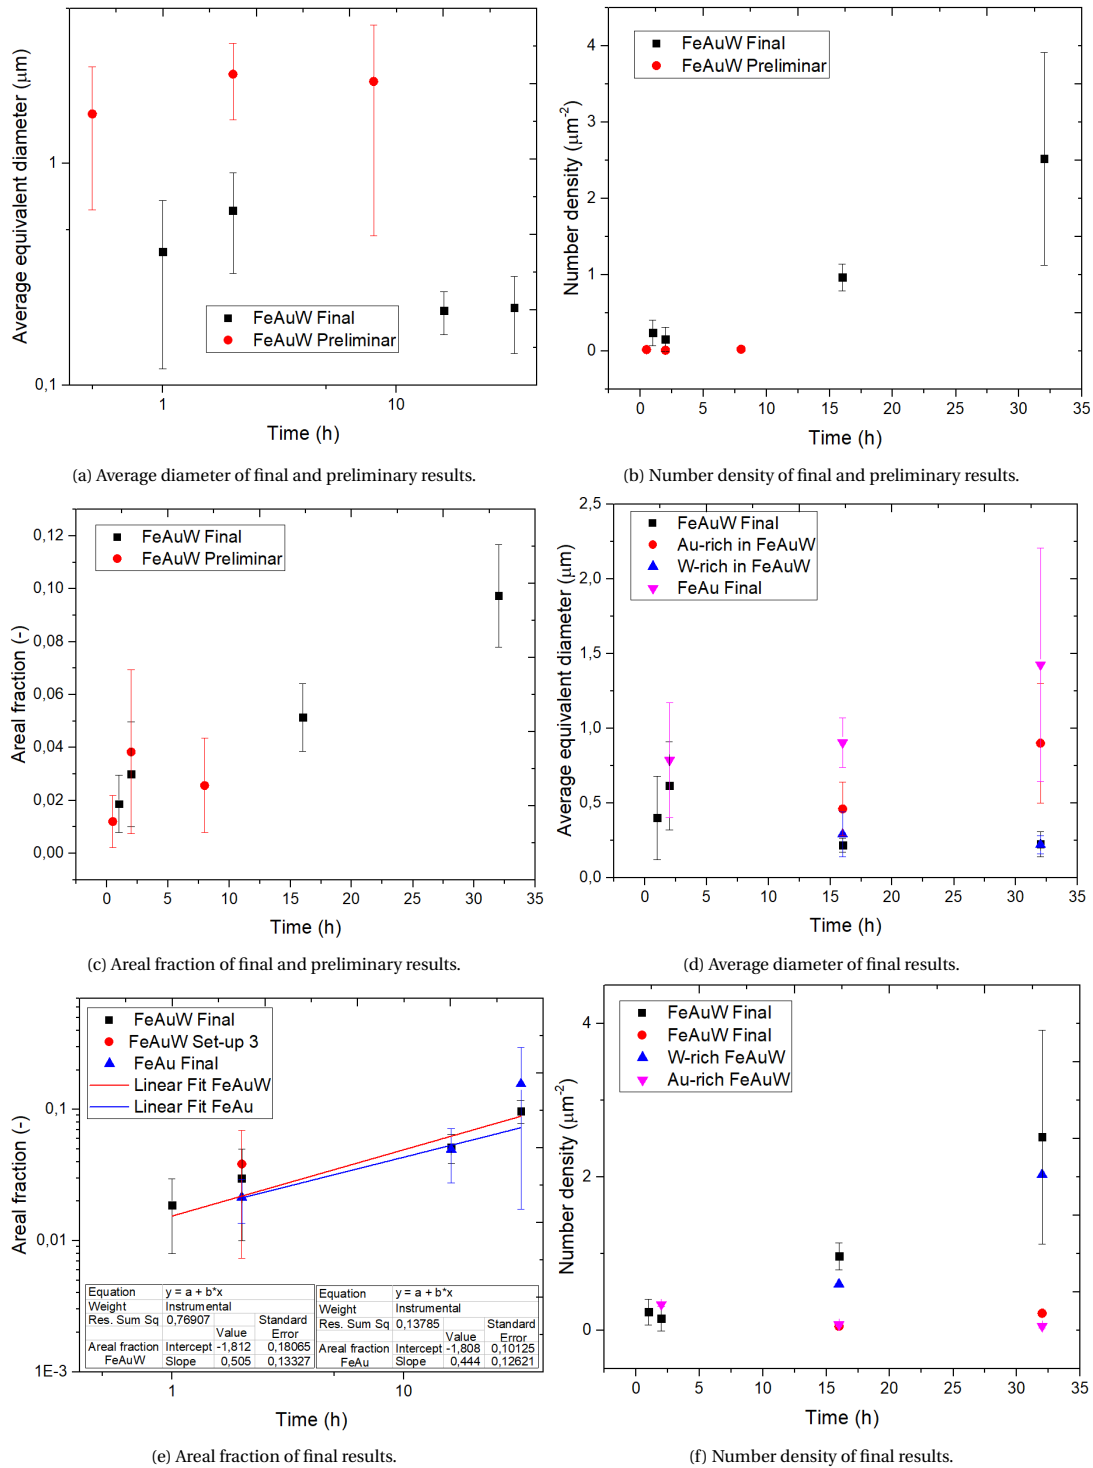 Average equivalent diameter (μm)
1
0,1
FeAuW Final
FeAuW Preliminar
1
10
Time (h)
(a) Average diameter of final and preliminary results.
Number density (μm-2)
4
3
2
1
0
FeAuW Final
FeAuW Preliminar
0 5 10 15 20 25 30 35
Time (h)
(b) Number density of final and preliminary results.
Areal fraction (-)
0,12
0,10
0,08
0,06
0,04
0,02
0,00
FeAuW Final
FeAuW Preliminar
0 5 10 15 20 25 30 35
Time (h)
(c) Areal fraction of final and preliminary results.
Average equivalent diameter (μm)
2,5
2,0
1,5
1,0
0,5
0,0
FeAuW Final
Au-rich in FeAuW
W-rich in FeAuW
FeAu Final
0 5 10 15 20 25 30 35
Time (h)
(d) Average diameter of final results.
Areal fraction (-)
0,1
0,01
1E-3
FeAuW Final
FeAuW Set-up 3
FeAu Final
Linear Fit FeAuW
Linear Fit FeAu
Equation y = a + b*x
Weight Instrumental
Res. Sum Sq 0,76907
Value Standard Error
Areal fraction FeAuW Intercept -1,812 0,18065
Slope 0,505 0,13327
Equation y = a + b*x
Weight Instrumental
Res. Sum Sq 0,13785
Value Standard Error
Areal fraction FeAu Intercept -1,808 0,10125
Slope 0,444 0,12621
1 10
Time (h)
(e) Areal fraction of final results.
Number density (μm-2)
4
2
0
FeAuW Final
FeAuW Final
W-rich FeAuW
Au-rich FeAuW
0 5 10 15 20 25 30 35
Time (h)
(f) Number density of final results.